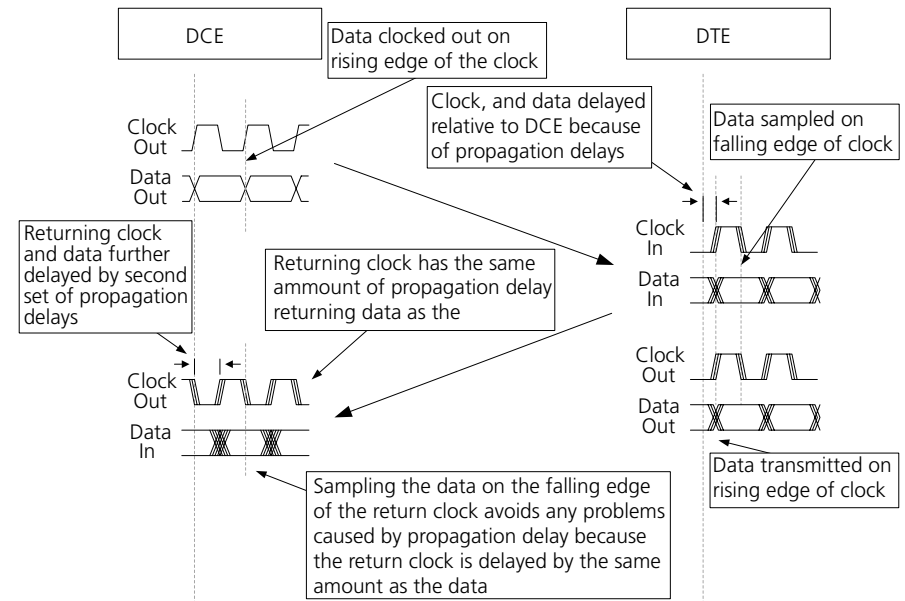 DCE
Data clocked out on
rising edge of the clock
DTE
Clock, and data delayed
relative to DCE because
of propagation delays
Data sampled on
falling edge of clock
Clock
Out
Data
Out
Returning clock
and data further
delayed by second
set of propagation
delays
Returning clock has the same
ammount of propagation delay
returning data as the
Clock
In
Data
In
Clock
Out
Data
Out
Clock
Out
Data
In
Data transmitted on
rising edge of clock
Sampling the data on the falling edge
of the return clock avoids any problems
caused by propagation delay because
the return clock is delayed by the same
amount as the data